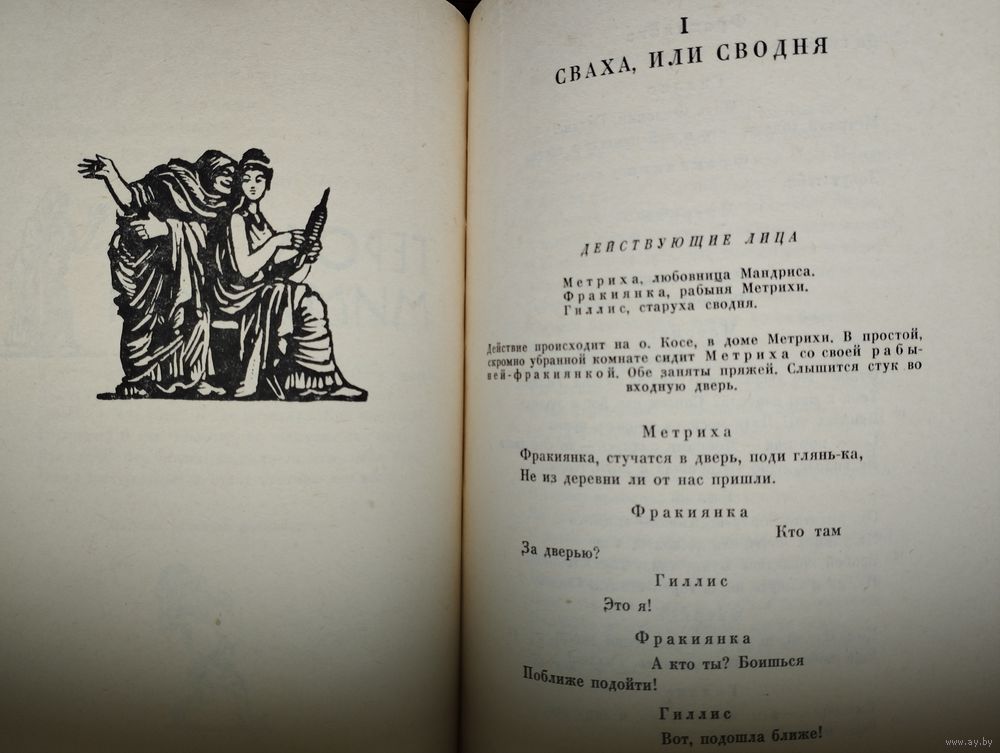 I
СВАХА, ИЛИ СВОДНЯ
ДЕЙСТВУЮЩИЕ ЛИЦА
Метриха, любовница Мандриса.
Фракиянка, рабыня Метрихи.
Гиллис, старуха сводня.
Действие происходит на о. Косе, в доме Метрихи. В простой,
скромно убранной комнате сидит Метриха со своей рабы-
ней-фракиянкой. Обе заняты пряжей. Слышится стук во
входную дверь.
Метриха
Фракиянка, стучатся в дверь, поди глянь-ка,
Не из деревни ли от нас пришли.
Фракиянка
Кто там
За дверью?
Гиллис
Это я!
Фракиянка
А кто ты? Боишься
Поближе подойти!
Гиллис
Вот, подошла ближе!
www.ay.by